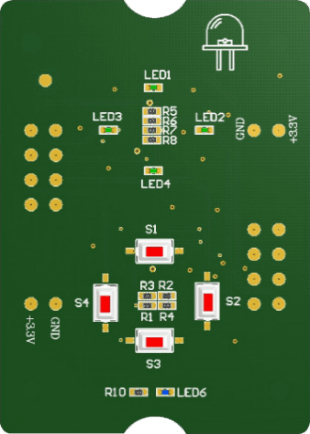 LED1
LED3
R5
R6
R7
R8
LED2
GND
+3.3V
LED4
S1
S4
R3 R2
R1 R4
S2
+3.3V
GND
S3
R10
LED6